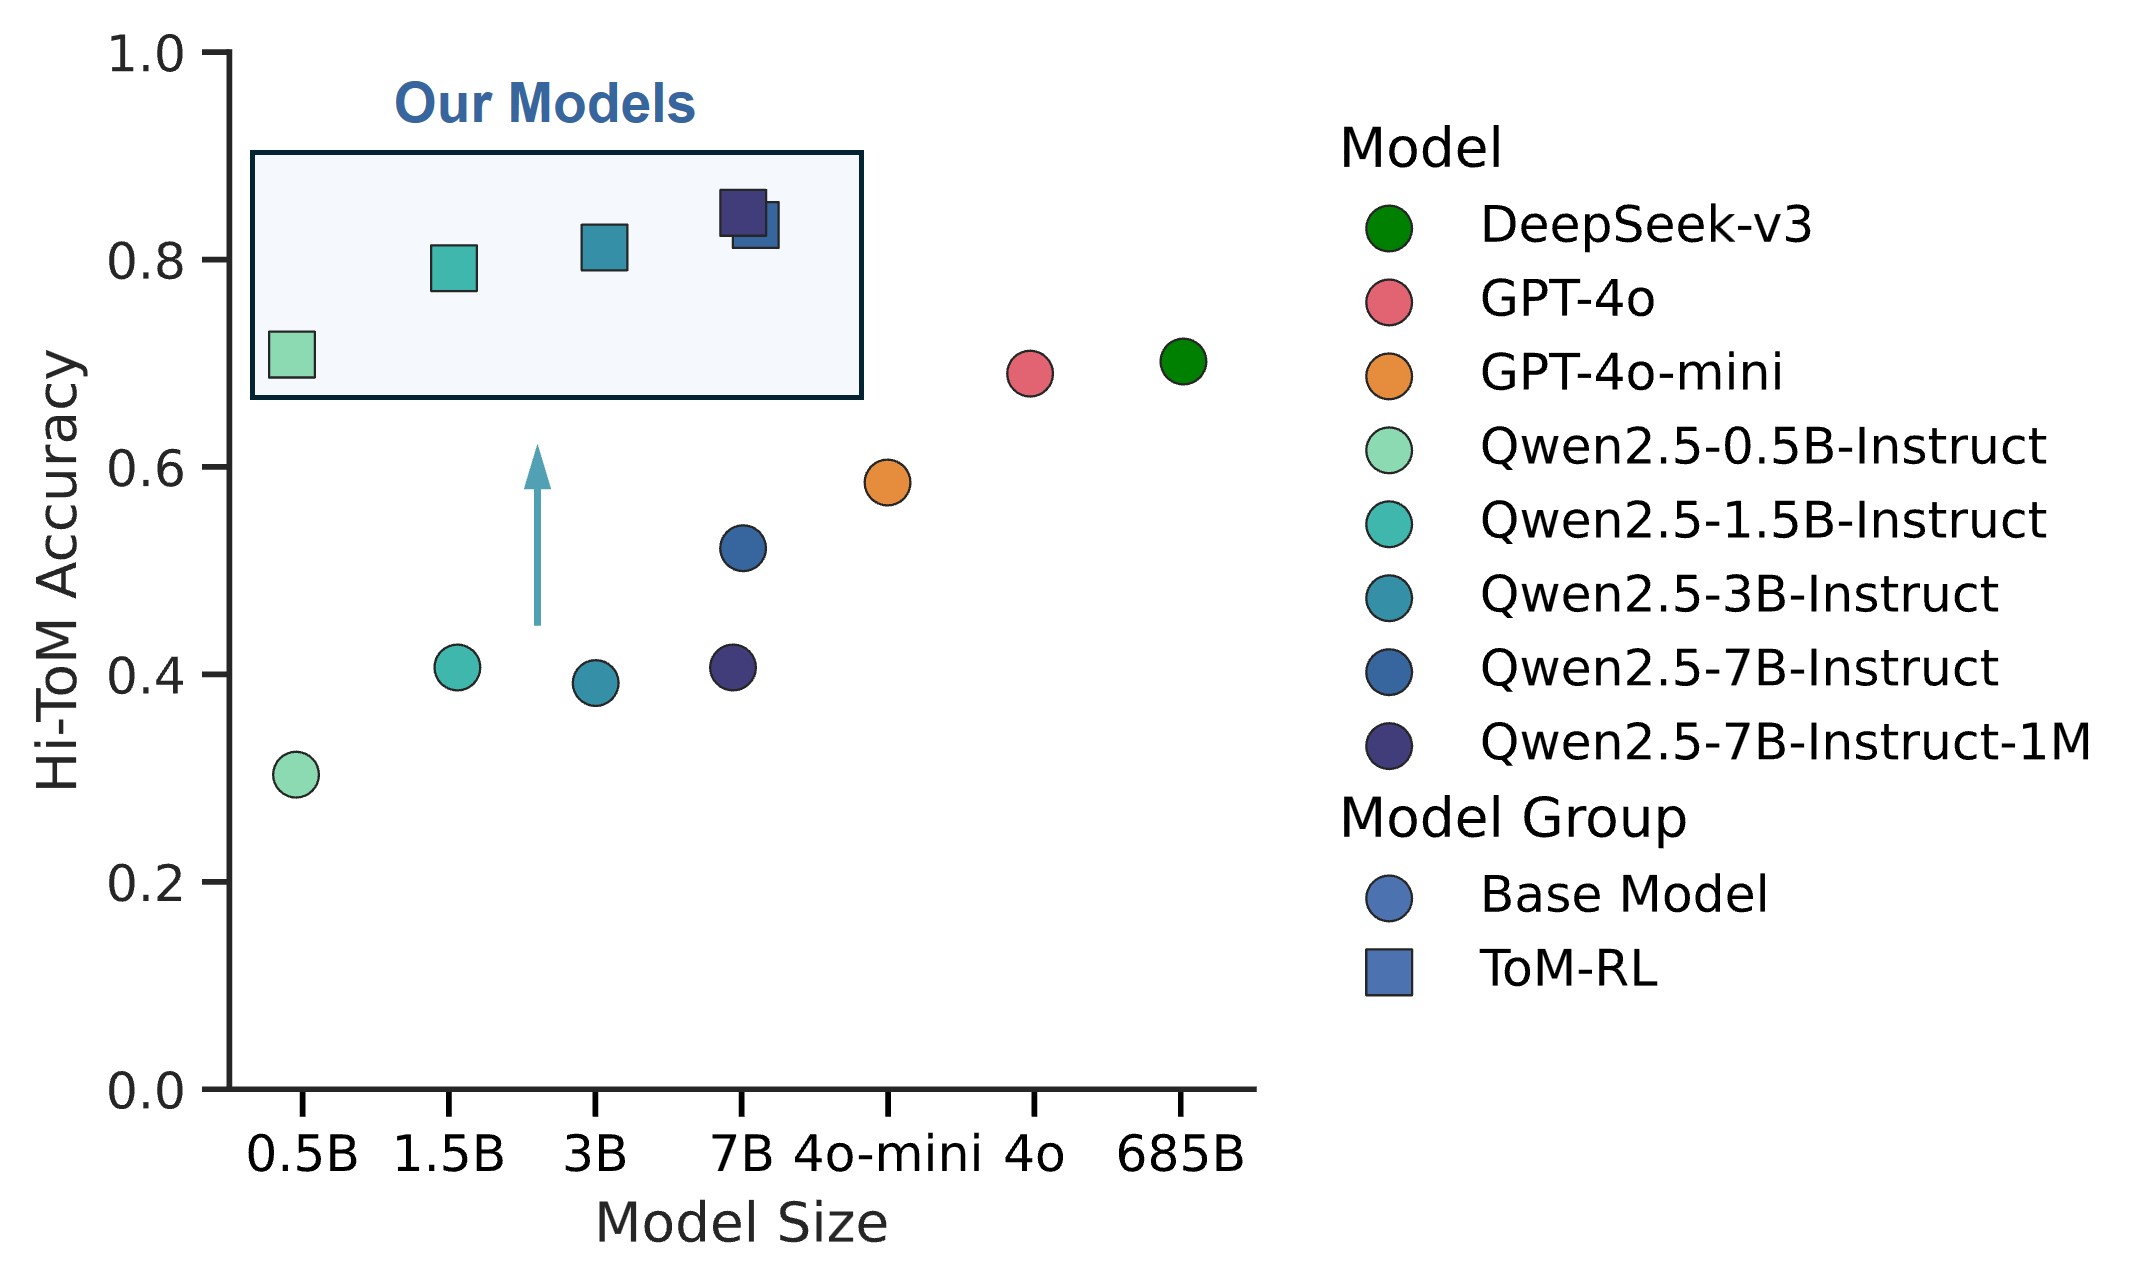 1.0
0.8
0.6
0.4
0.2
0.0
Hi-ToM Accuracy
Our Models
0.5B 1.5B 3B 7B 4o-mini 4o 685B
Model Size
Model
DeepSeek-v3
GPT-4o
GPT-4o-mini
Qwen2.5-0.5B-Instruct
Qwen2.5-1.5B-Instruct
Qwen2.5-3B-Instruct
Qwen2.5-7B-Instruct
Qwen2.5-7B-Instruct-1M
Model Group
Base Model
ToM-RL